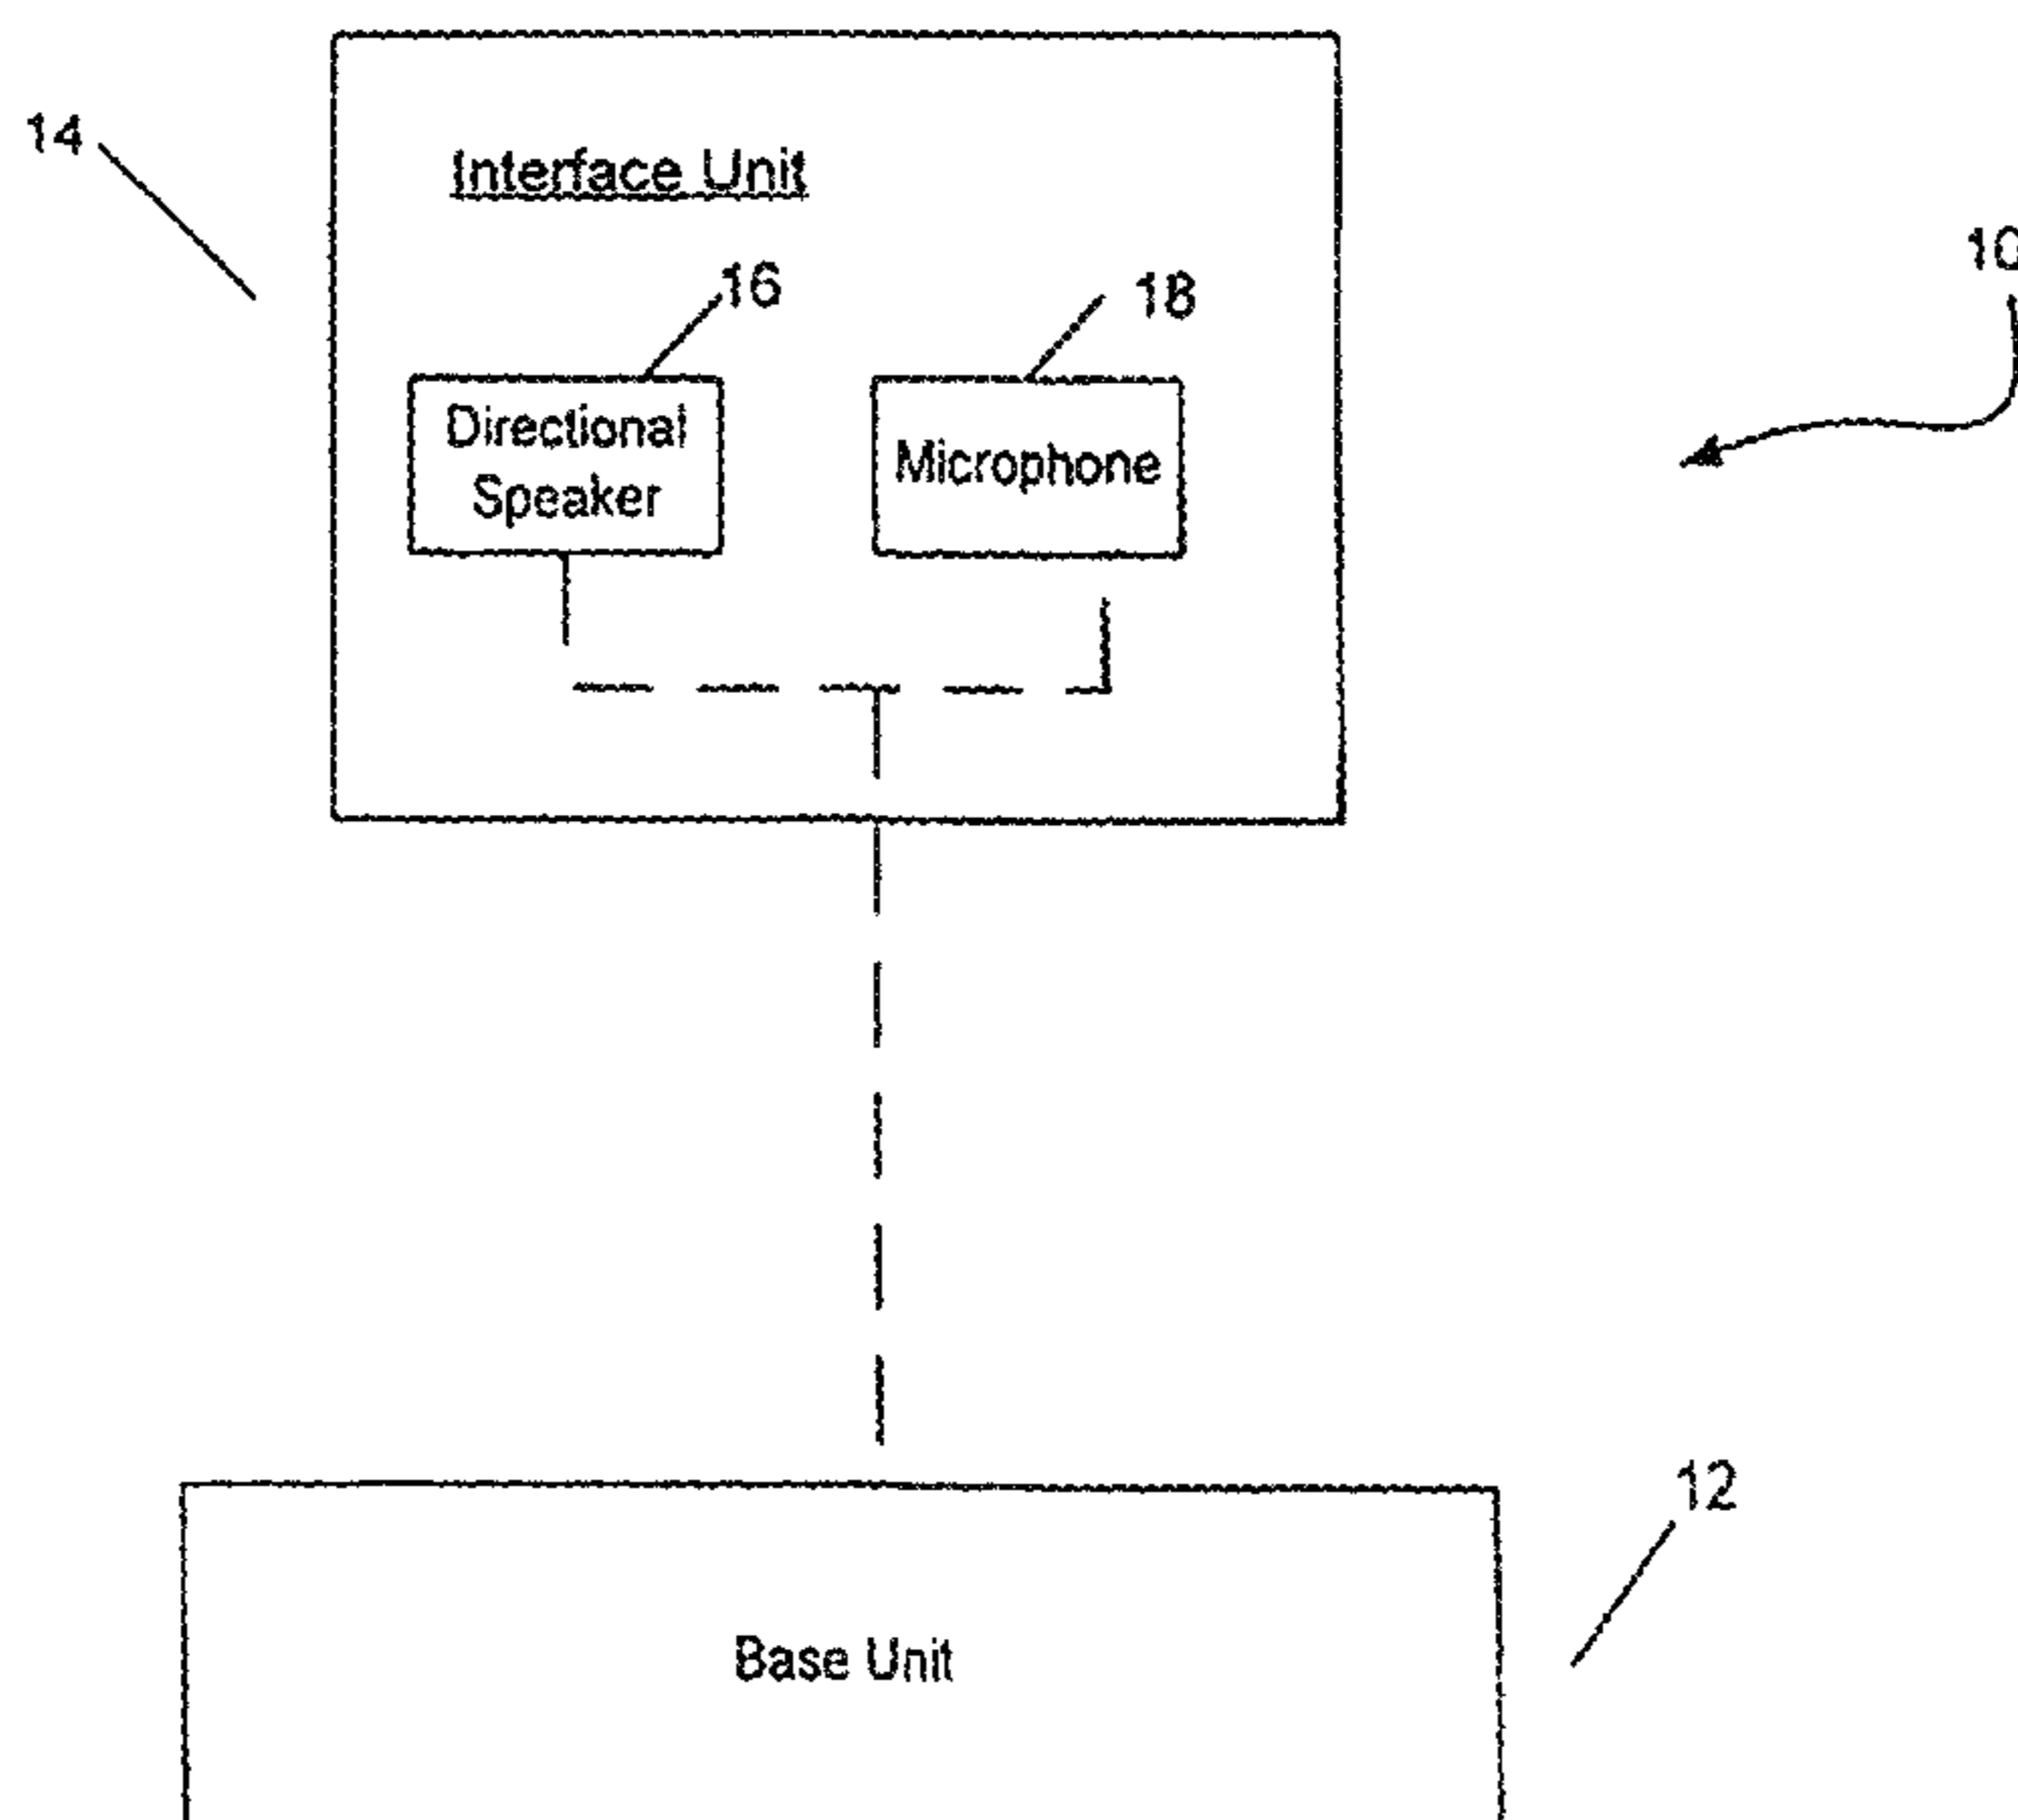 14
Interface Unit
10
16
18
Directional
Speaker
Microphone
12
Base Unit